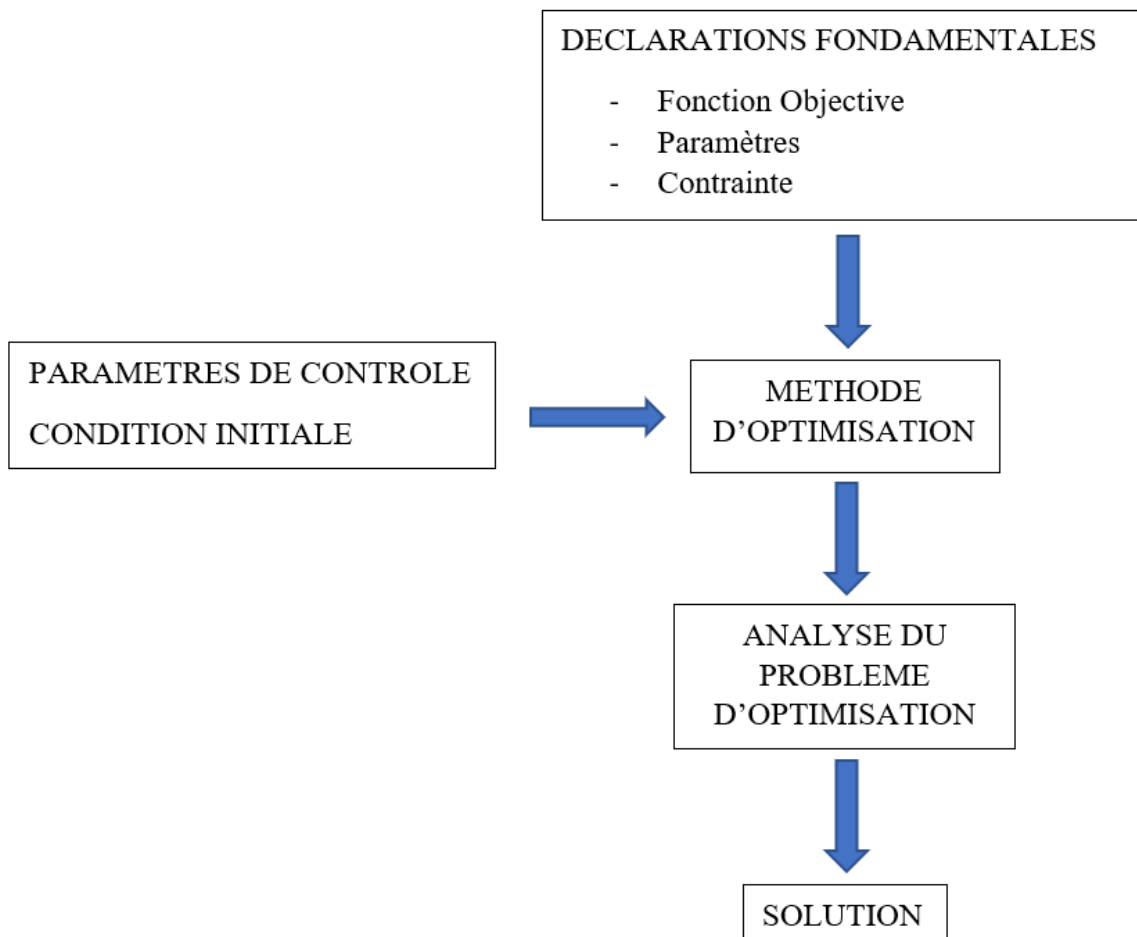 DECLARATIONS FONDAMENTALES
- Fonction Objective
- Paramètres
- Contrainte
PARAMETRES DE CONTROLE
CONDITION INITIALE
METHODE
D’OPTIMISATION
ANALYSE DU
PROBLEME
D’OPTIMISATION
SOLUTION